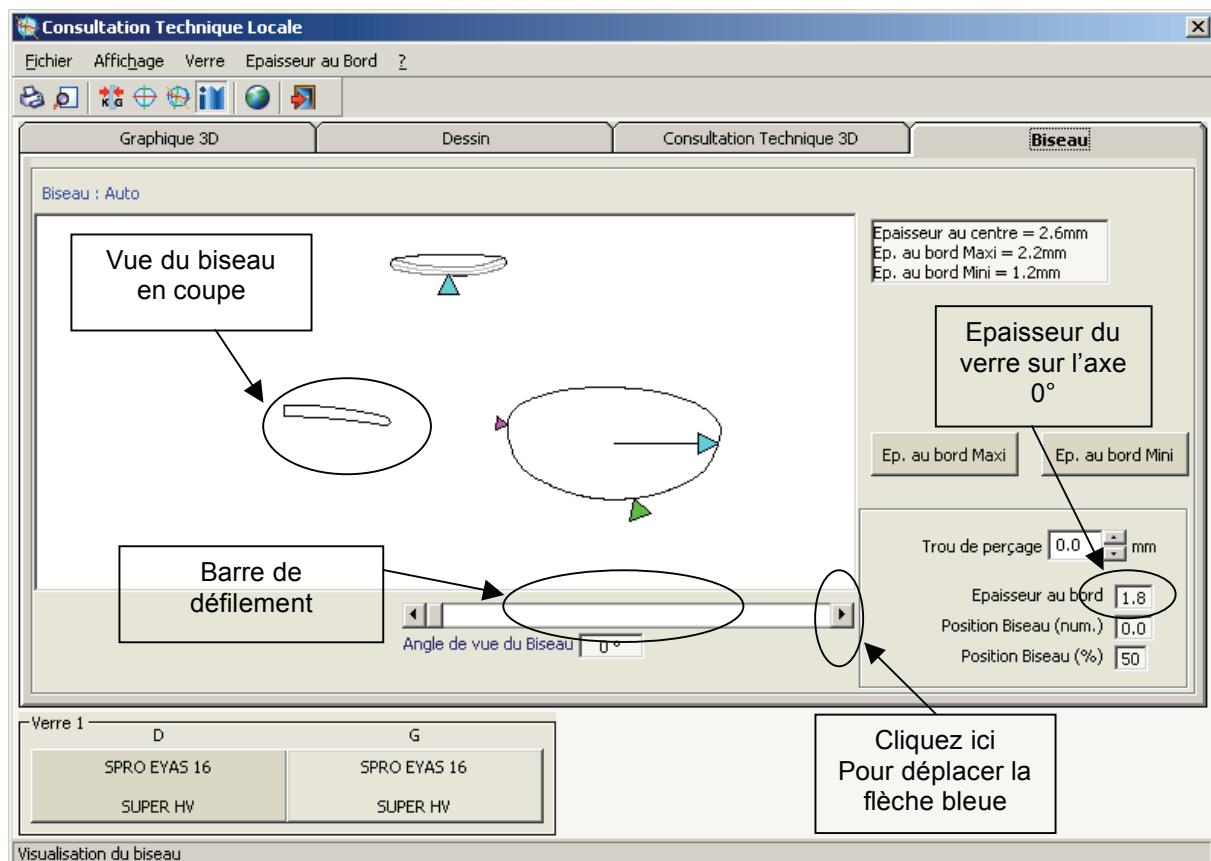 Consultation Technique Locale
Fichier Affichage Verre Epaisseur au Bord ?
K G
Graphique 3D Dessin Consultation Technique 3D Biseau
Biseau : Auto
Vue du biseau
en coupe
Epaisseur au centre = 2.6mm
Ep. au bord Maxi = 2.2mm
Ep. au bord Mini = 1.2mm
Epaisseur du
verre sur l'axe
0°
Ep. au bord Maxi Ep. au bord Mini
Trou de perçage 0.0 mm
Barre de
défilement
Epaisseur au bord 1.8
Position Biseau (num.) 0.0
Position Biseau (%) 50
Angle de vue du Biseau 0°
Cliquez ici
Pour déplacer la
flèche bleue
Verre 1
D G
SPRO EYAS 16 SPRO EYAS 16
SUPER HV SUPER HV
Visualisation du biseau